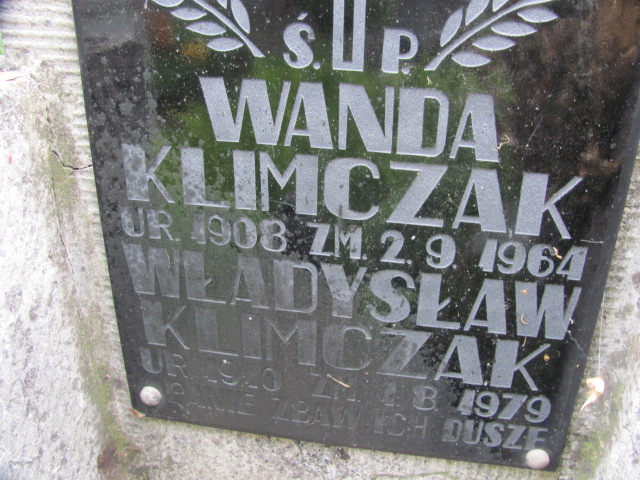 Ś. P.
WANDA
KLIMCZAK
UR. 1908 ZM. 2. 9. 1964
WŁADYSŁAW
KLIMCZAK
UR. 1910 ZM. 1 8 1979
PANIE ZBAW ICH DUSZE